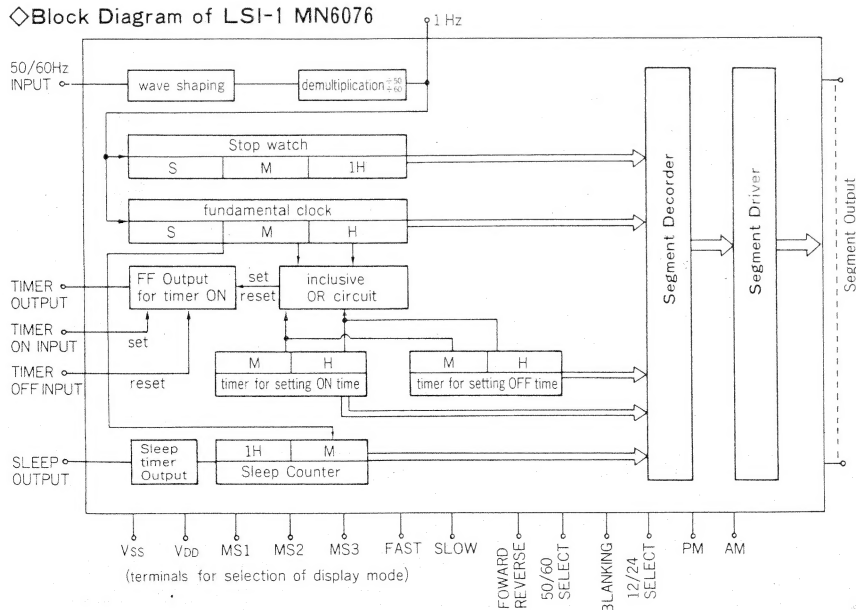 ◇Block Diagram of LSI-1 MN6076
1 Hz
50/60Hz
INPUT
wave shaping
demultiplication ÷50 ÷60
Stop watch
S M 1H
fundamental clock
S M H
TIMER
OUTPUT
FF Output
for timer ON
set
reset
inclusive
OR circuit
TIMER
ON INPUT
set
TIMER
OFF INPUT
reset
M H
timer for setting ON time
M H
timer for setting OFF time
SLEEP
OUTPUT
Sleep
timer
Output
1H M
Sleep Counter
Segment Decorder
Segment Driver
Segment Output
VSS
VDD
MS1
MS2
MS3
FAST
SLOW
FOWARD
REVERSE
50/60
SELECT
BLANKING
12/24
SELECT
PM
AM
(terminals for selection of display mode)